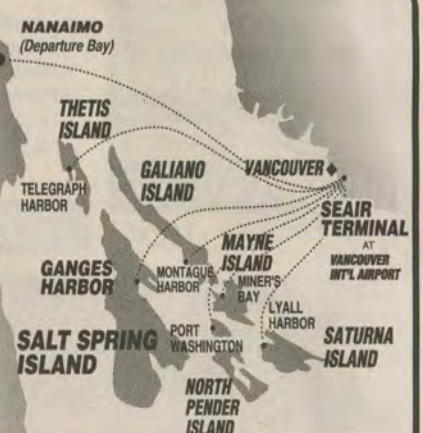 NANAIMO
(Departure Bay)
THETIS
ISLAND
TELEGRAPH
HARBOR
GALIANO
ISLAND
VANCOUVER
SEAIR
TERMINAL
AT
VANCOUVER
INT'L AIRPORT
GANGES
HARBOR
MONTAGUE
HARBOR
MAYNE
ISLAND
MINER'S
BAY
LYALL
HARBOR
SALT SPRING
ISLAND
PORT
WASHINGTON
SATURNA
ISLAND
NORTH
PENDER
ISLAND